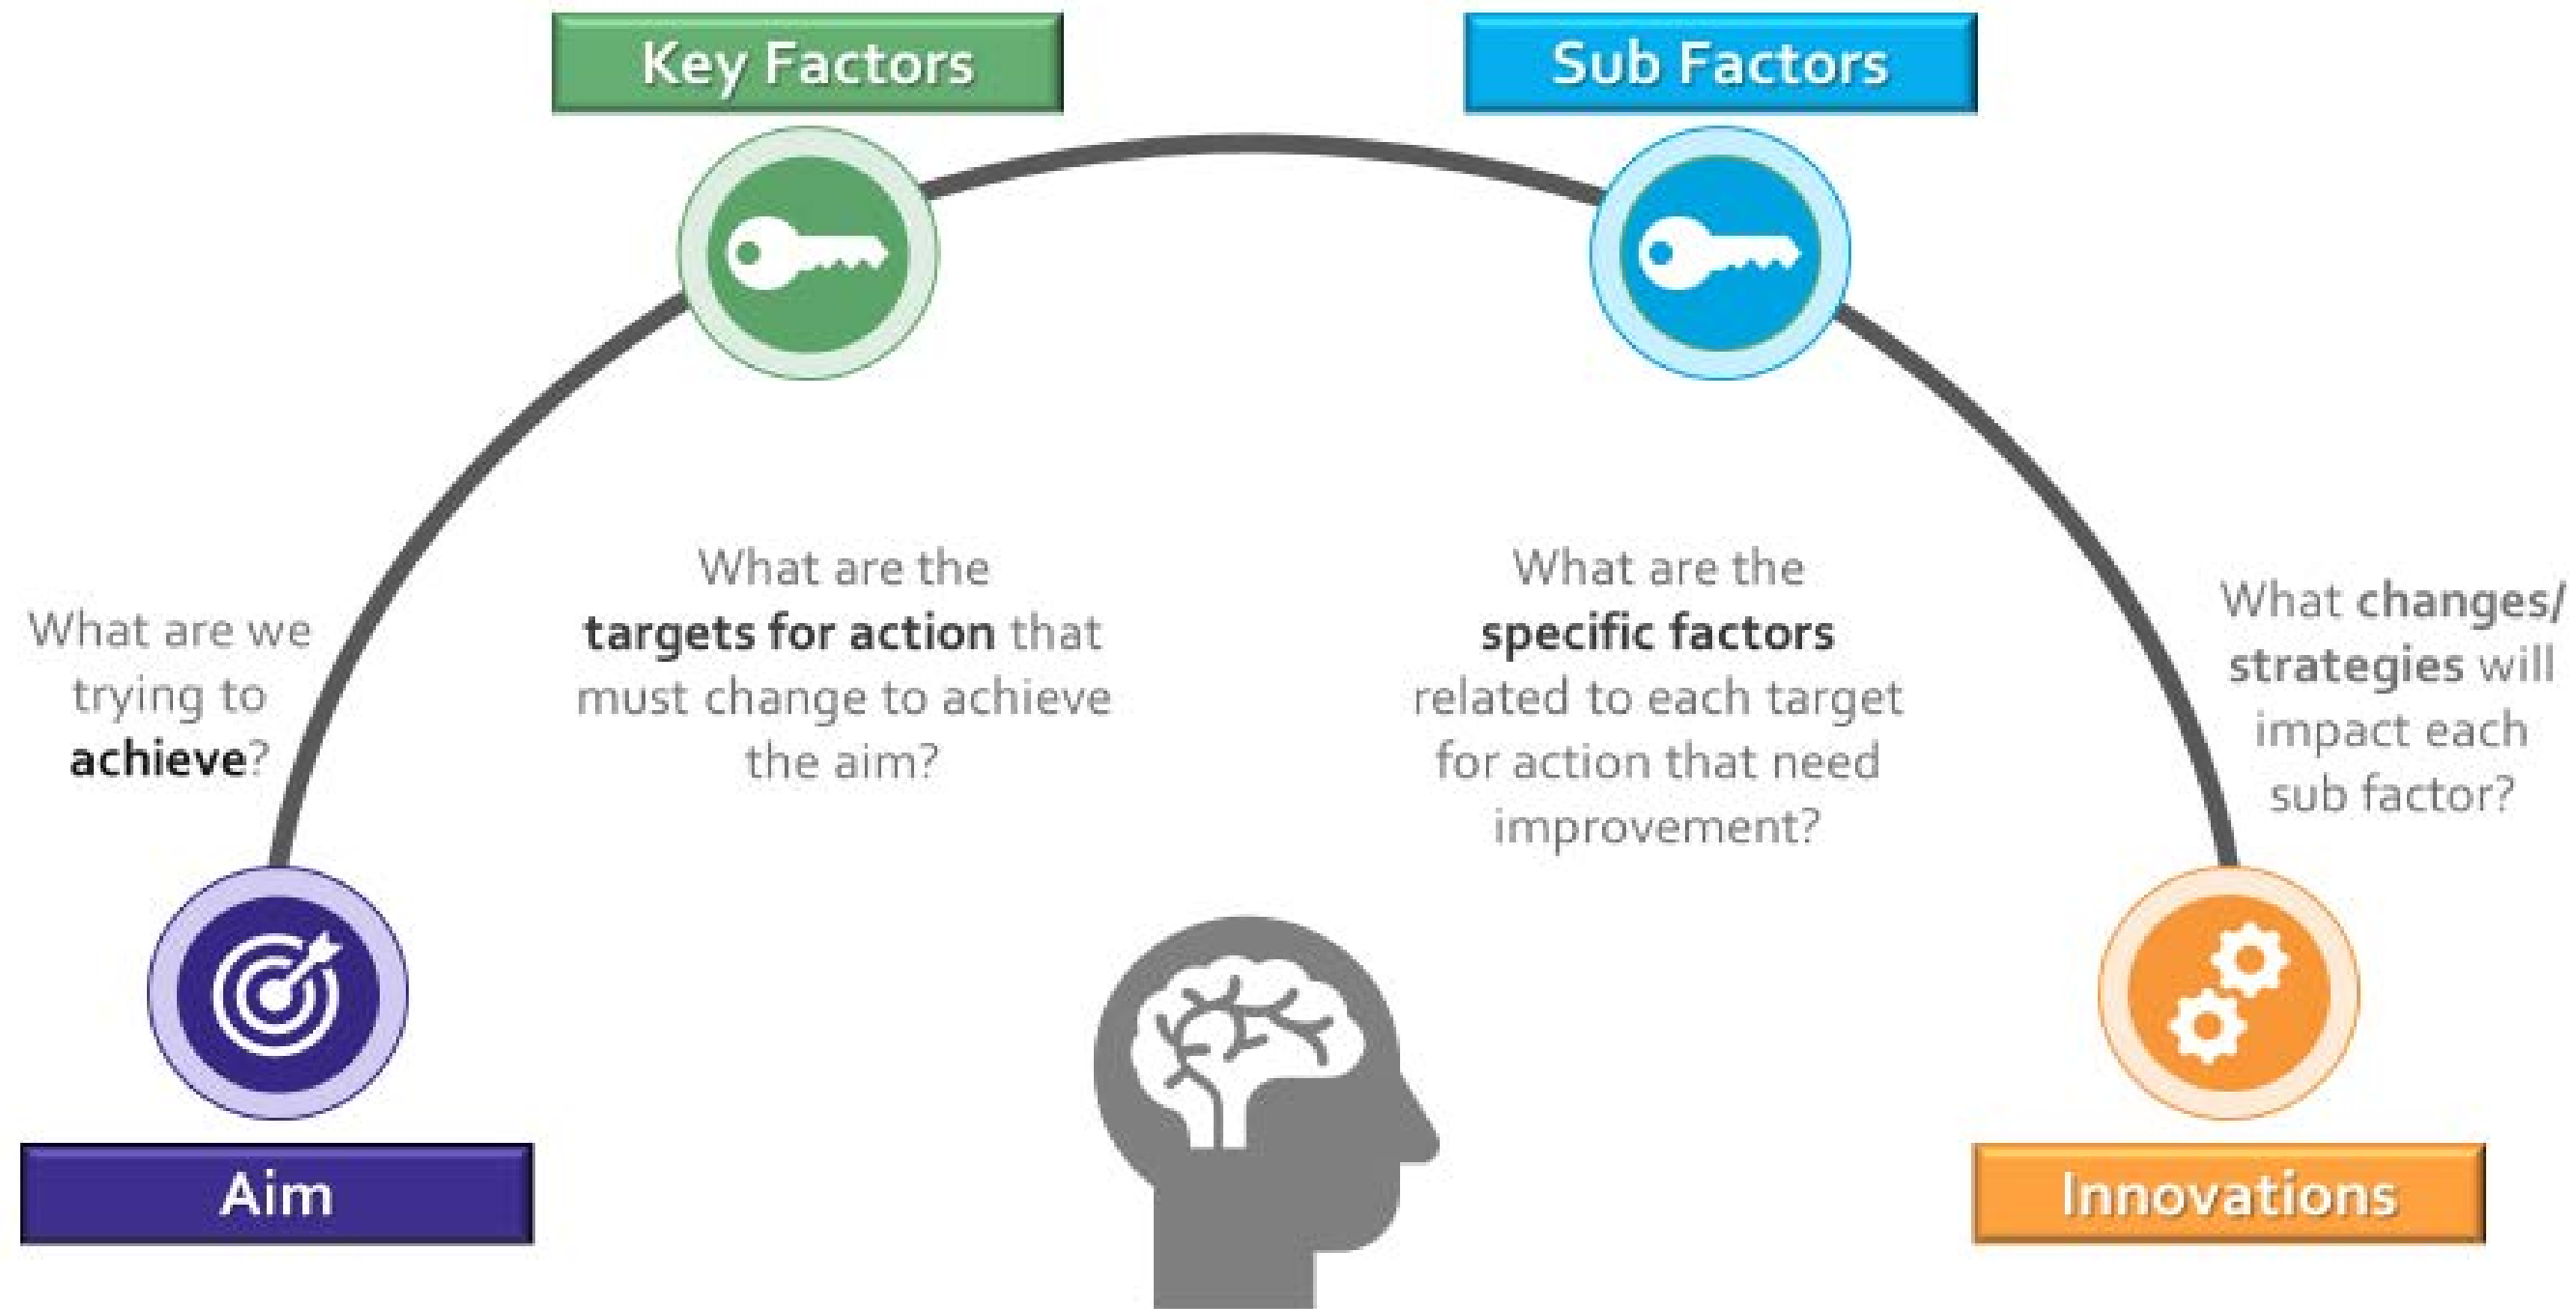 Key Factors
Sub Factors
What are we
trying to
achieve?
What are the
targets for action that
must change to achieve
the aim?
What are the
specific factors
related to each target
for action that need
improvement?
What changes/
strategies will
impact each
sub factor?
Aim
Innovations